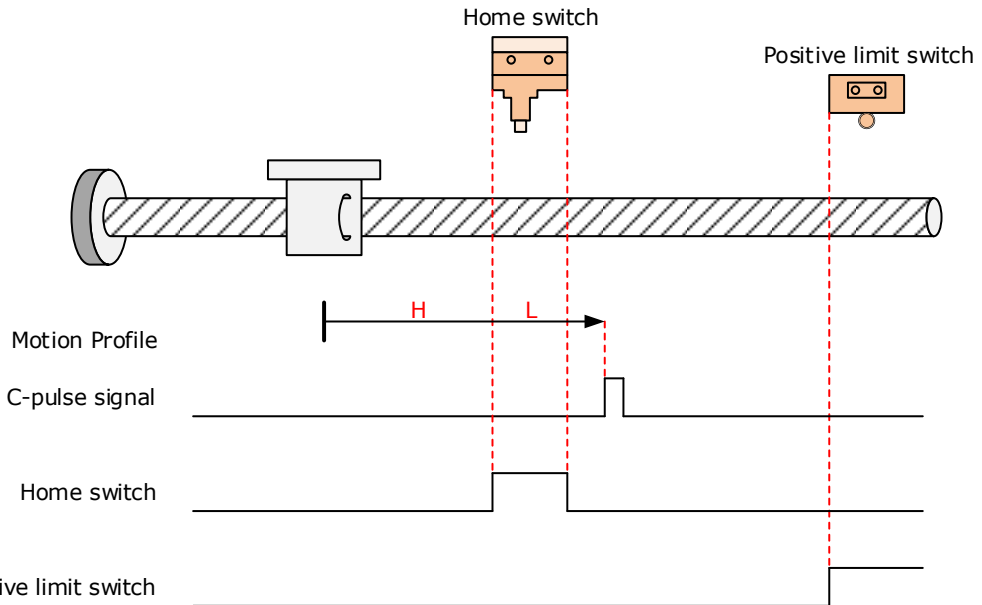 Home switch
Positive limit switch
H
L
Motion Profile
C-pulse signal
Home switch
ive limit switch